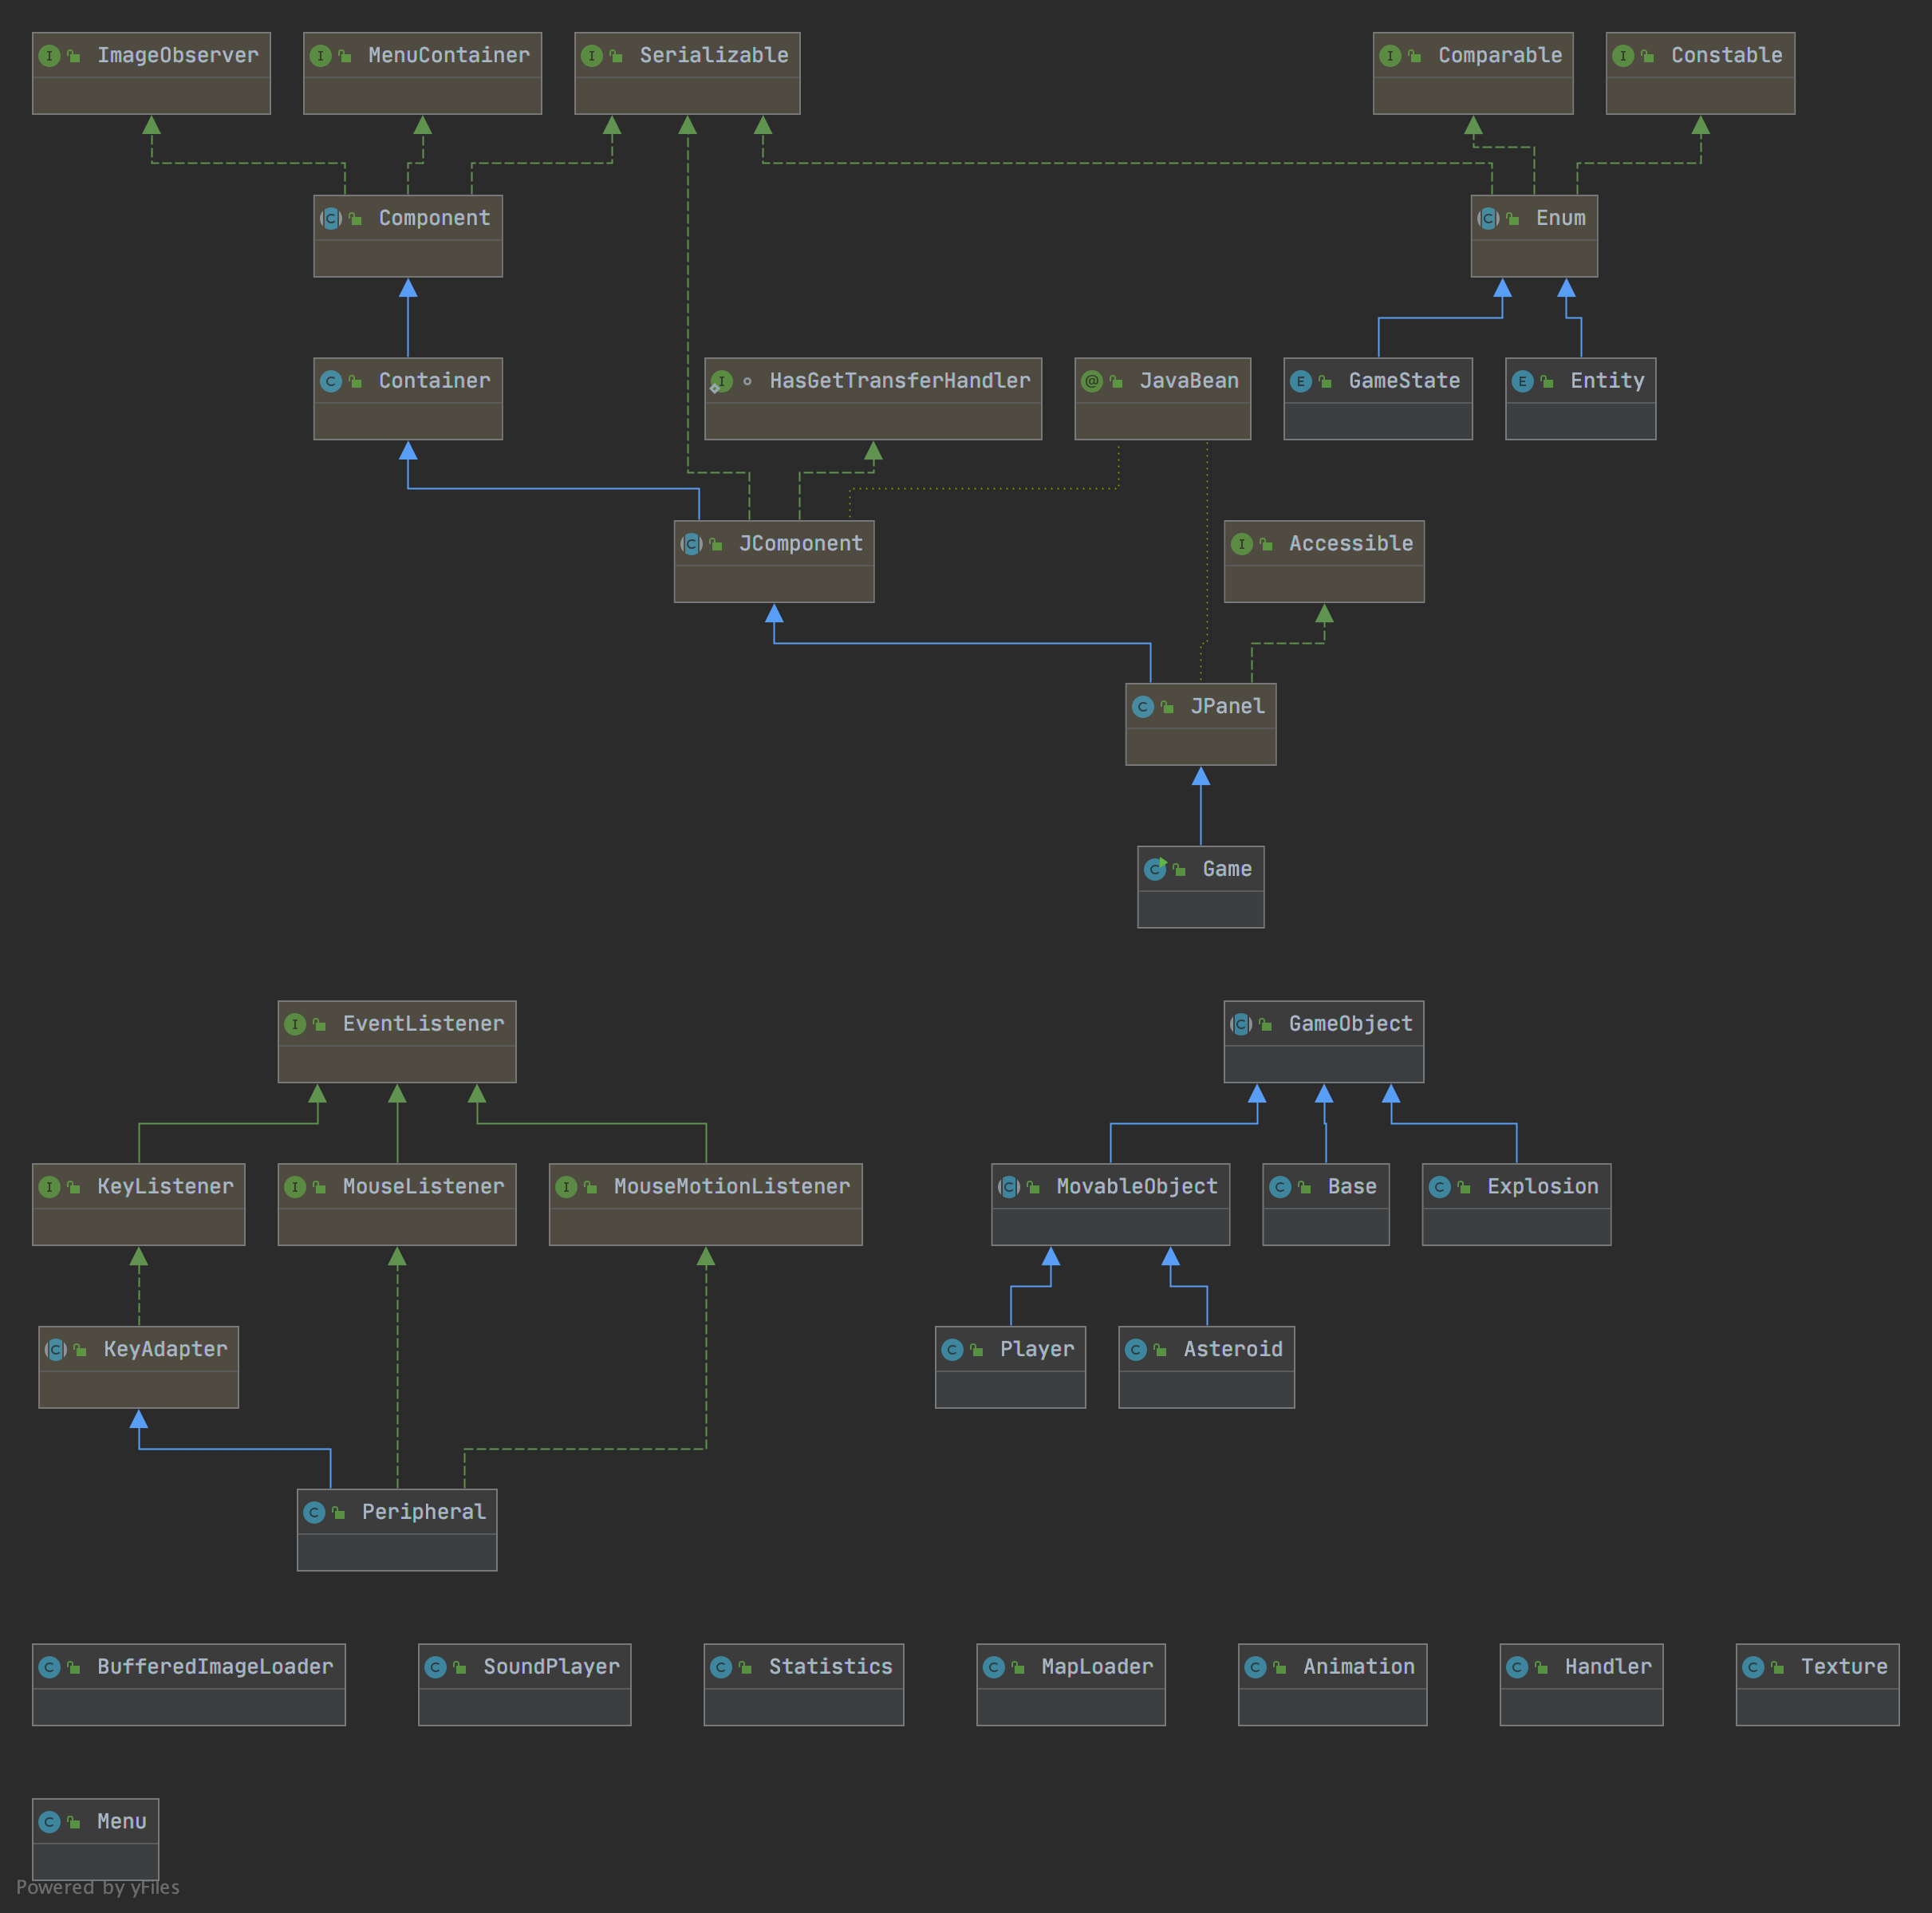 ImageObserver
MenuContainer
Serializable
Comparable
Constable
Component
Enum
Container
HasGetTransferHandler
JavaBean
GameState
Entity
JComponent
Accessible
JPanel
Game
EventListener
GameObject
KeyListener
MouseListener
MouseMotionListener
MovableObject
Base
Explosion
KeyAdapter
Player
Asteroid
Peripheral
BufferedImageLoader
SoundPlayer
Statistics
MapLoader
Animation
Handler
Texture
Menu
Powered by yFiles